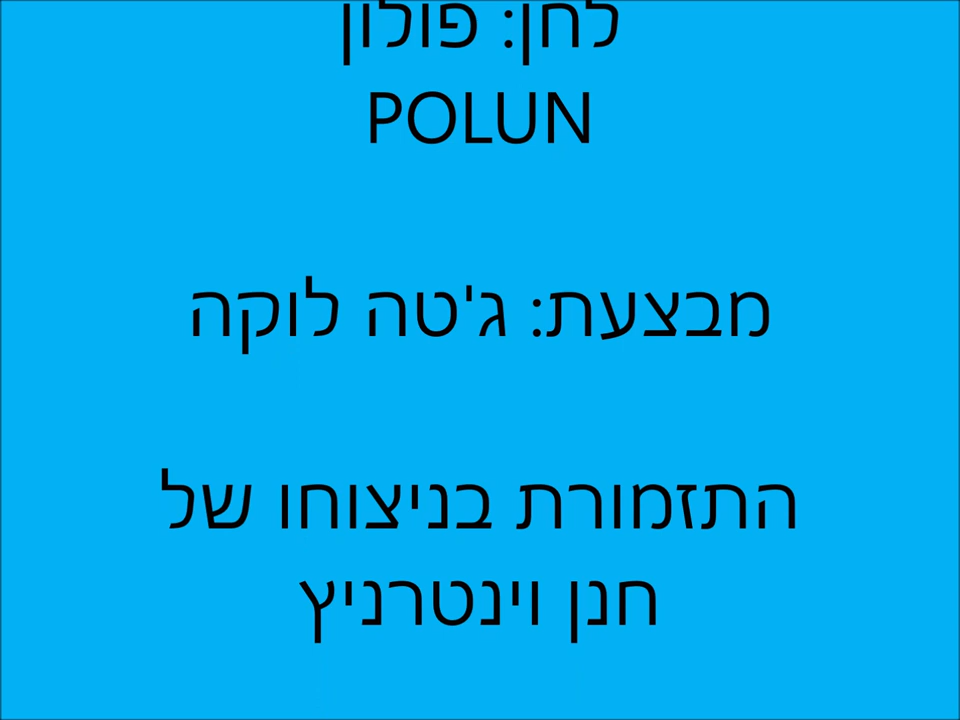 לחן: פולון
POLUN
מבצעת: ג'טה לוקה
התזמורת בניצוחו של
חנן וינטרניץ